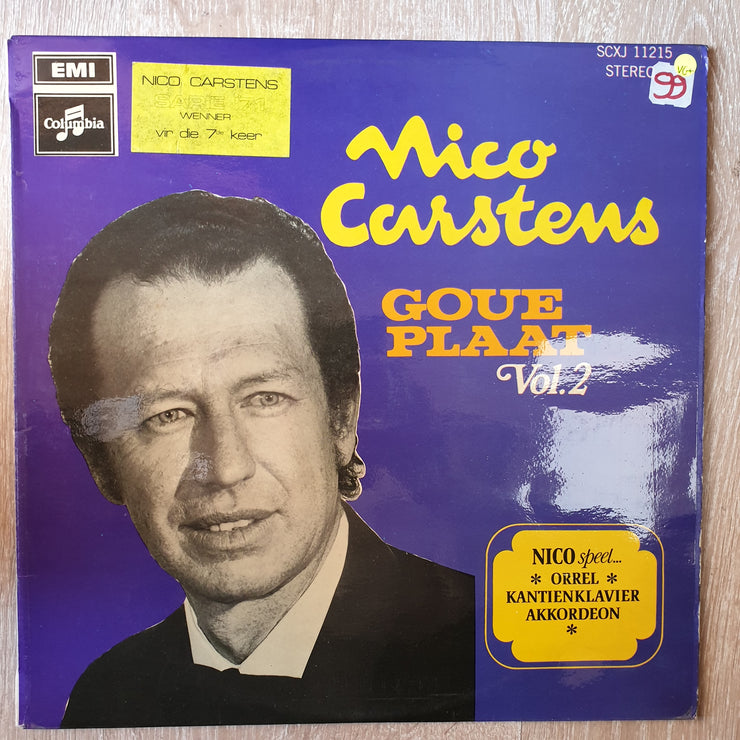 EMI
Columbia
NICO CARSTENS
SARIE '71
WENNER
vir die 7de keer
SCXJ 11215
STEREO
VG+
99
Nico
Carstens
GOUE
PLAAT
Vol. 2
NICO speel...
* ORREL *
KANTIENKLAVIER
AKKORDEON
*